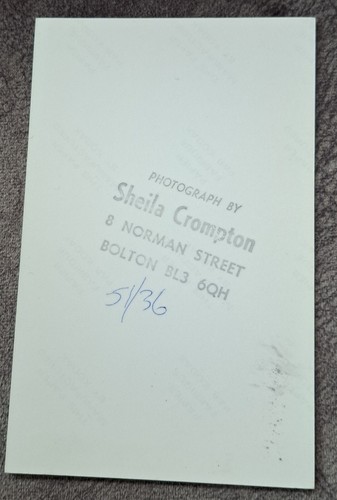 PHOTOGRAPH BY
Sheila Crompton
8 NORMAN STREET
BOLTON BL3 6QH
51/36